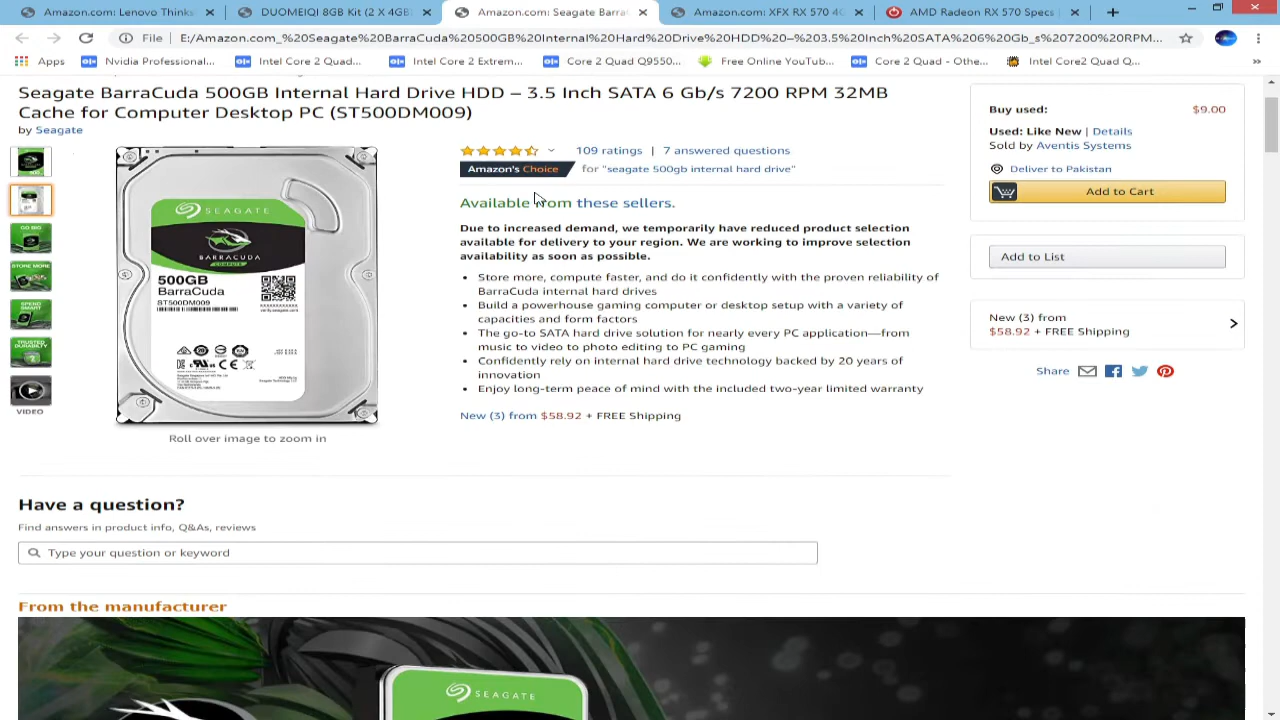 Amazon.com: Lenovo Thinks
DUOMEIQI 8GB Kit (2 X 4GB)
Amazon.com: Seagate Barra
Amazon.com: XFX RX 570 4G
AMD Radeon RX 570 Specs
File
E:/Amazon.com_%20Seagate%20BarraCuda%20500GB%20Internal%20Hard%20Drive%20HDD%20–%203.5%20Inch%20SATA%206%20Gb_s%207200%20RPM...
Apps
Nvidia Professional...
Intel Core 2 Quad...
Intel Core 2 Extrem...
Core 2 Quad Q9550...
Free Online YouTub...
Core 2 Quad - Othe...
Intel Core2 Quad Q...
»
Seagate BarraCuda 500GB Internal Hard Drive HDD – 3.5 Inch SATA 6 Gb/s 7200 RPM 32MB
Cache for Computer Desktop PC (ST500DM009)
by Seagate
109 ratings | 7 answered questions
Amazon's Choice for "seagate 500gb internal hard drive"
Available from these sellers.
Due to increased demand, we temporarily have reduced product selection
available for delivery to your region. We are working to improve selection
availability as soon as possible.
• Store more, compute faster, and do it confidently with the proven reliability of
BarraCuda internal hard drives
• Build a powerhouse gaming computer or desktop setup with a variety of
capacities and form factors
• The go-to SATA hard drive solution for nearly every PC application—from
music to video to photo editing to PC gaming
• Confidently rely on internal hard drive technology backed by 20 years of
innovation
• Enjoy long-term peace of mind with the included two-year limited warranty
New (3) from $58.92 + FREE Shipping
GO BIG
STORE MORE
SPEND
SMART
TRUSTED
DURABILITY
VIDEO
SEAGATE
BARRACUDA
COMPUTE
500GB
BarraCuda
ST500DM009
verify.seagate.com
Roll over image to zoom in
Buy used: $9.00
Used: Like New | Details
Sold by Aventis Systems
Deliver to Pakistan
Add to Cart
Add to List
New (3) from
$58.92 + FREE Shipping
Share
Have a question?
Find answers in product info, Q&As, reviews
Type your question or keyword
From the manufacturer
SEAGATE